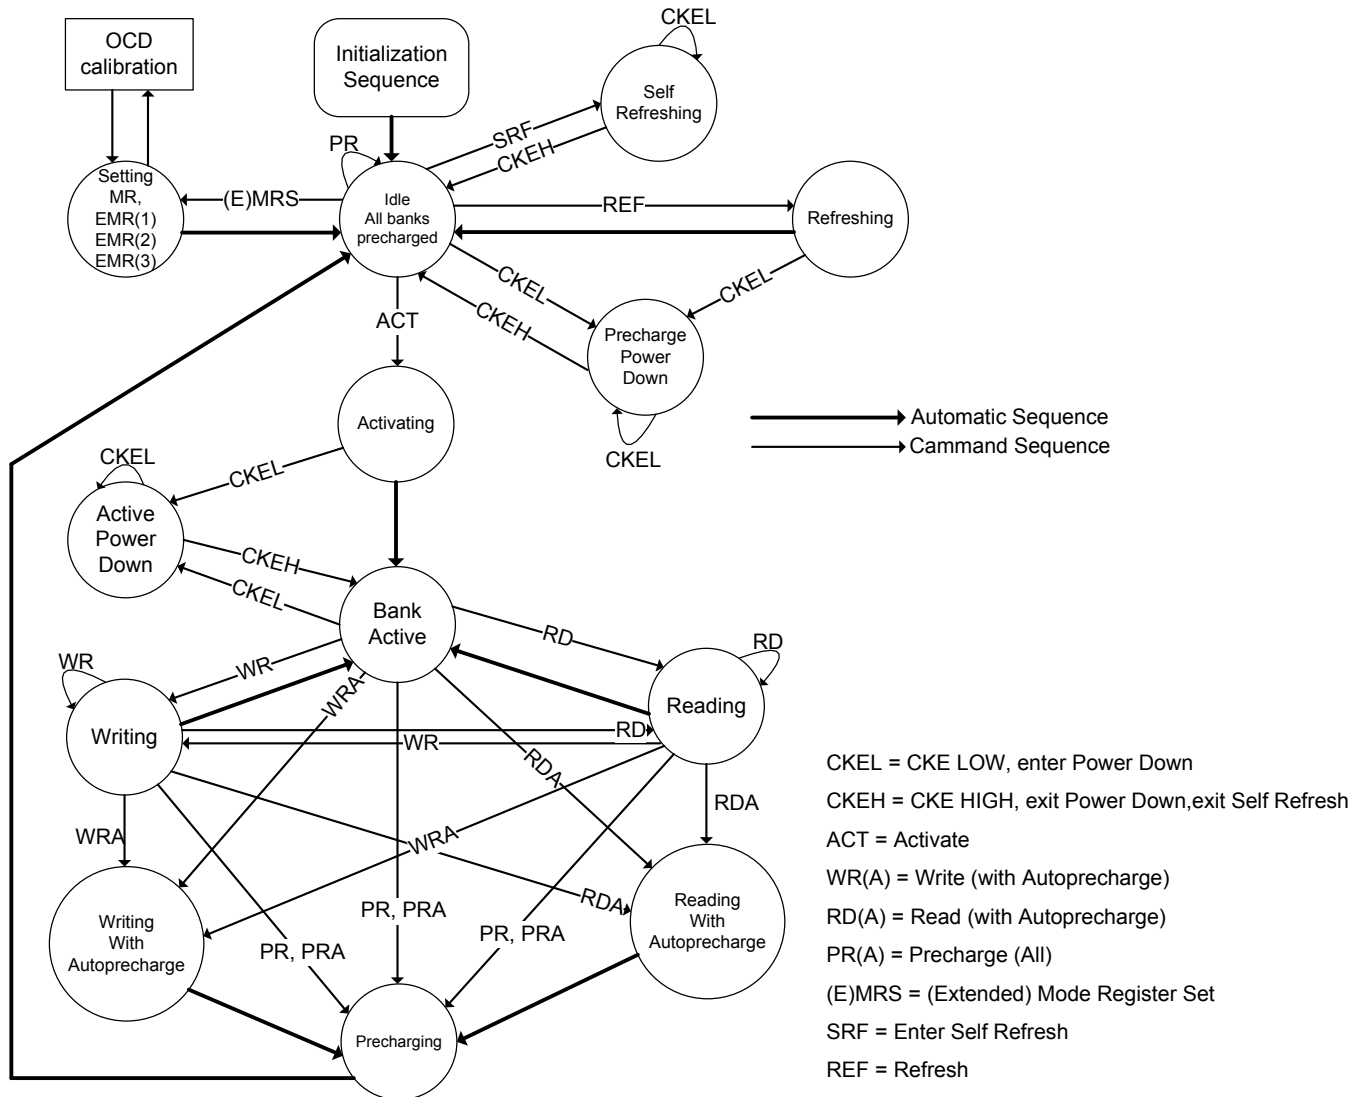 OCD
calibration
Initialization
Sequence
CKEL
Self
Refreshing
SRF
CKEH
PR
Setting
MR,
EMR(1)
EMR(2)
EMR(3)
(E)MRS
Idle
All banks
precharged
REF
Refreshing
CKEL
CKEH
CKEL
ACT
Precharge
Power
Down
CKEL
Activating
Automatic Sequence
Cammand Sequence
CKEL
CKEL
Active
Power
Down
CKEH
CKEL
Bank
Active
RD
RD
WR
WR
WRA
Reading
Writing
RD
WR
RDA
RDA
WRA
WRA
RDA
PR, PRA
PR, PRA
PR, PRA
Writing
With
Autoprecharge
Reading
With
Autoprecharge
Precharging
CKEL = CKE LOW, enter Power Down
CKEH = CKE HIGH, exit Power Down,exit Self Refresh
ACT = Activate
WR(A) = Write (with Autoprecharge)
RD(A) = Read (with Autoprecharge)
PR(A) = Precharge (All)
(E)MRS = (Extended) Mode Register Set
SRF = Enter Self Refresh
REF = Refresh